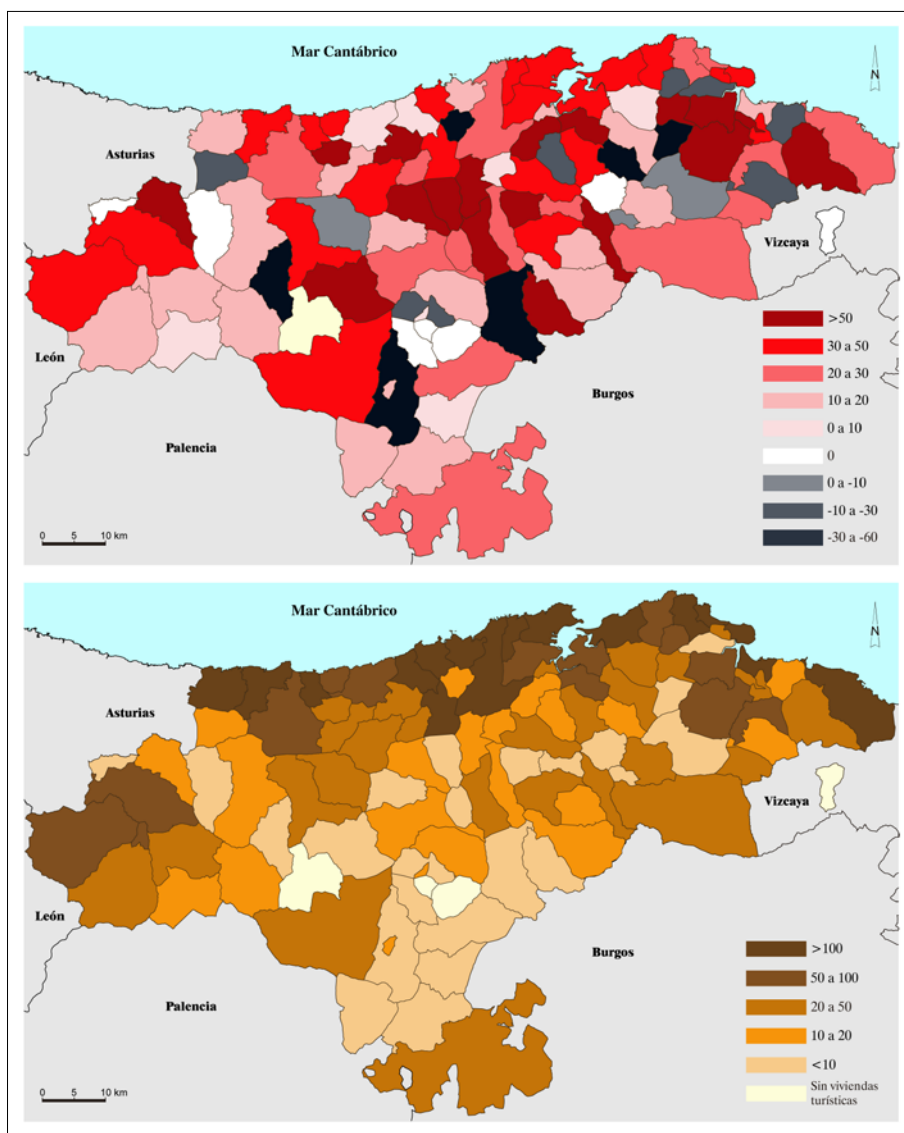 Mar Cantábrico
N
Asturias
Vizcaya
León
>50
30 a 50
20 a 30
10 a 20
0 a 10
0
0 a -10
-10 a -30
-30 a -60
Burgos
Palencia
0 5 10 km
Mar Cantábrico
N
Asturias
Vizcaya
León
Burgos
>100
50 a 100
20 a 50
10 a 20
<10
Sin viviendas
turísticas
Palencia
0 5 10 km